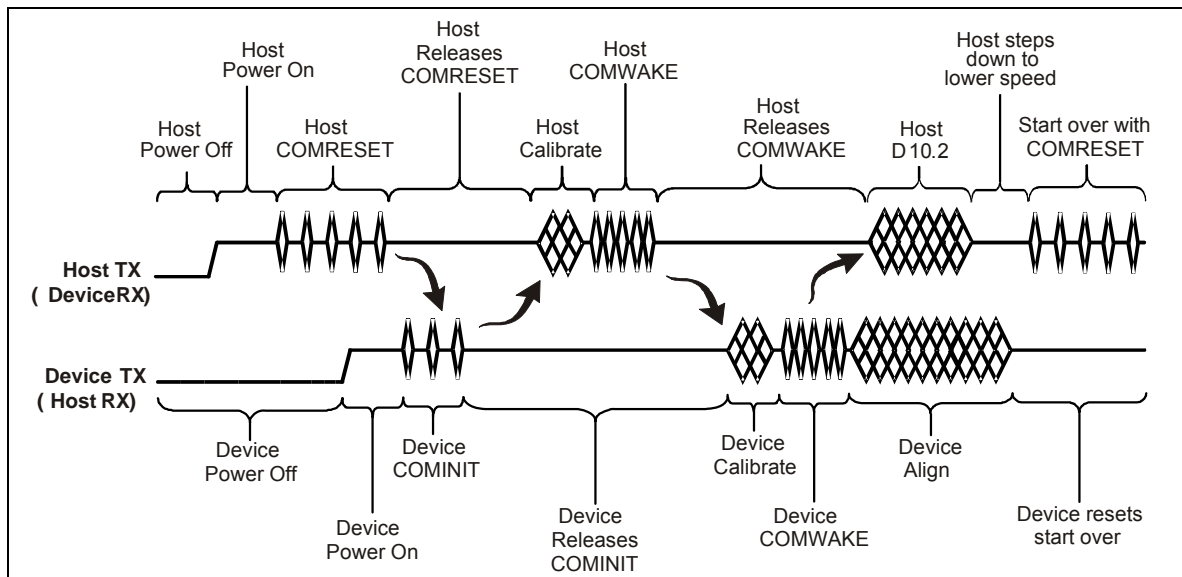 Host
Power Off
Host
Power On
Host
COMRESET
Host
Releases
COMRESET
Host
Calibrate
Host
COMWAKE
Host
Releases
COMWAKE
Host
D 10.2
Host steps
down to
lower speed
Start over with
COMRESET
Host TX
( DeviceRX)
Device TX
( Host RX)
Device
Power Off
Device
Power On
Device
COMINIT
Device
Releases
COMINIT
Device
Calibrate
Device
COMWAKE
Device
Align
Device resets
start over